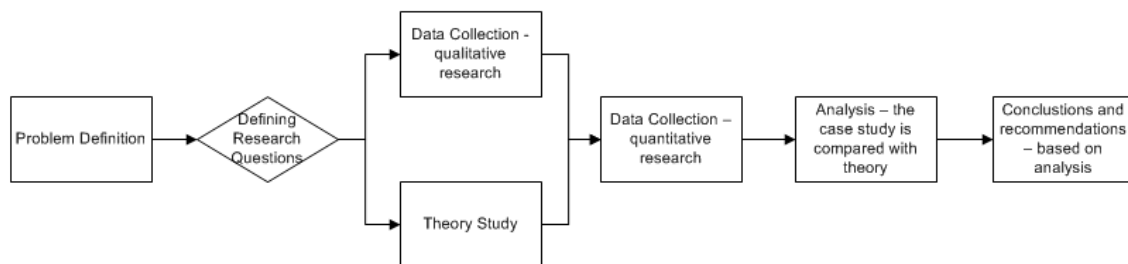 Problem Definition
Defining
Research
Questions
Data Collection -
qualitative
research
Theory Study
Data Collection –
quantitative
research
Analysis – the
case study is
compared with
theory
Conclustions and
recommendations
– based on
analysis